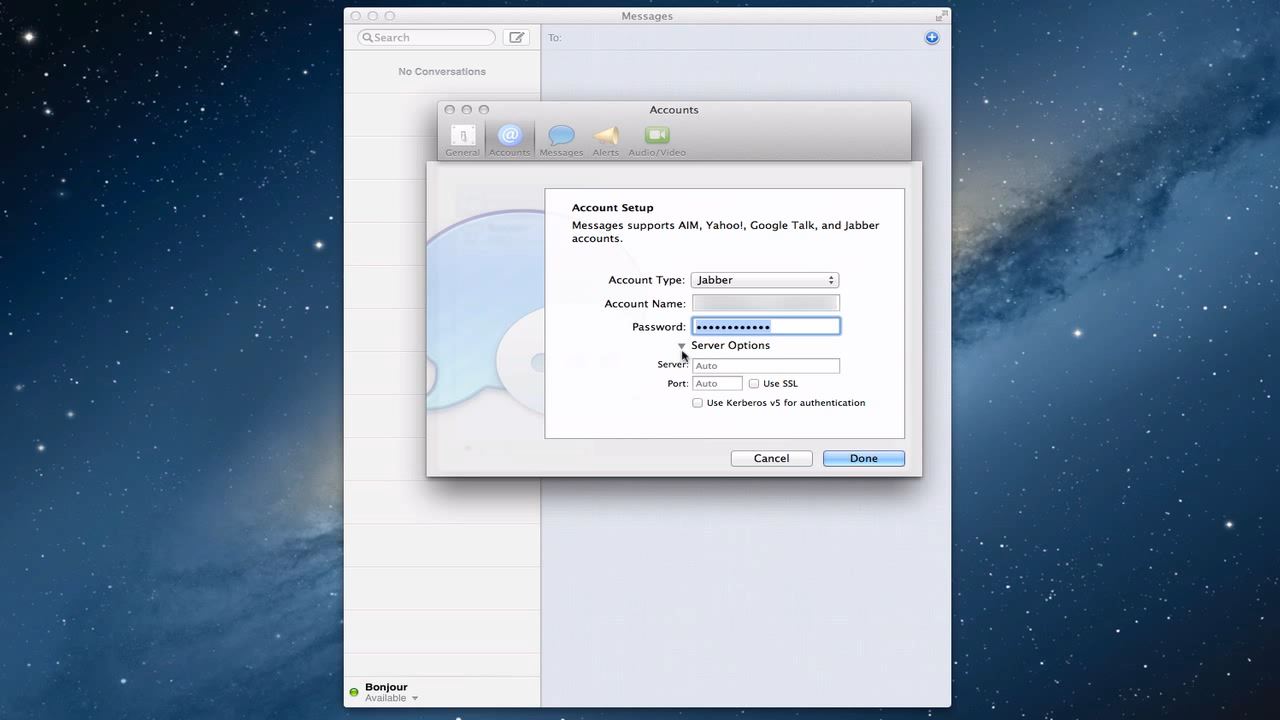 Messages
Search
To:
No Conversations
Accounts
General
Accounts
Messages
Alerts
Audio/Video
Account Setup
Messages supports AIM, Yahoo!, Google Talk, and Jabber
accounts.
Account Type: Jabber
Account Name:
Password: ••••••••••••
Server Options
Server: Auto
Port: Auto Use SSL
Use Kerberos v5 for authentication
Cancel
Done
Bonjour
Available